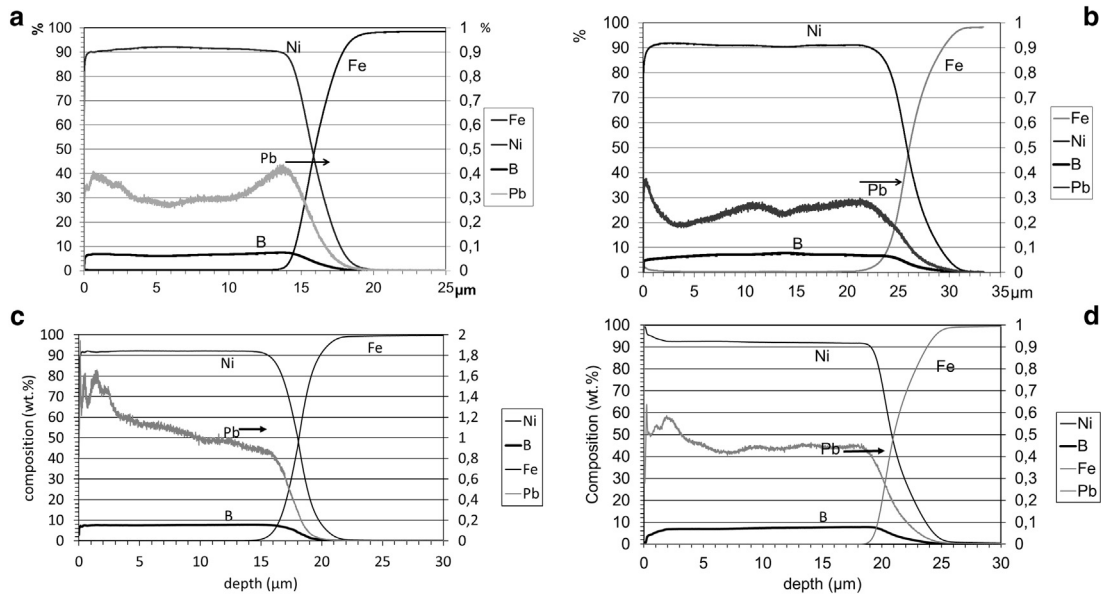 a
%
100
90
80
70
60
50
40
30
20
10
0
0 5 10 15 20 25
µm
1
0,9
0,8
0,7
0,6
0,5
0,4
0,3
0,2
0,1
0
%
Ni
Fe
Pb
B
Fe
Ni
B
Pb
b
%
100
90
80
70
60
50
40
30
20
10
0
0 5 10 15 20 25 30 35
µm
1
0,9
0,8
0,7
0,6
0,5
0,4
0,3
0,2
0,1
0
Ni
Fe
Pb
B
Fe
Ni
B
Pb
c
composition (wt.%)
100
90
80
70
60
50
40
30
20
10
0
0 5 10 15 20 25 30
depth (µm)
2
1,8
1,6
1,4
1,2
1
0,8
0,6
0,4
0,2
0
Fe
Ni
Pb
B
Ni
B
Fe
Pb
d
Composition (wt.%)
100
90
80
70
60
50
40
30
20
10
0
0 5 10 15 20 25 30
depth (µm)
1
0,9
0,8
0,7
0,6
0,5
0,4
0,3
0,2
0,1
0
Ni
Fe
Pb
B
Ni
B
Fe
Pb